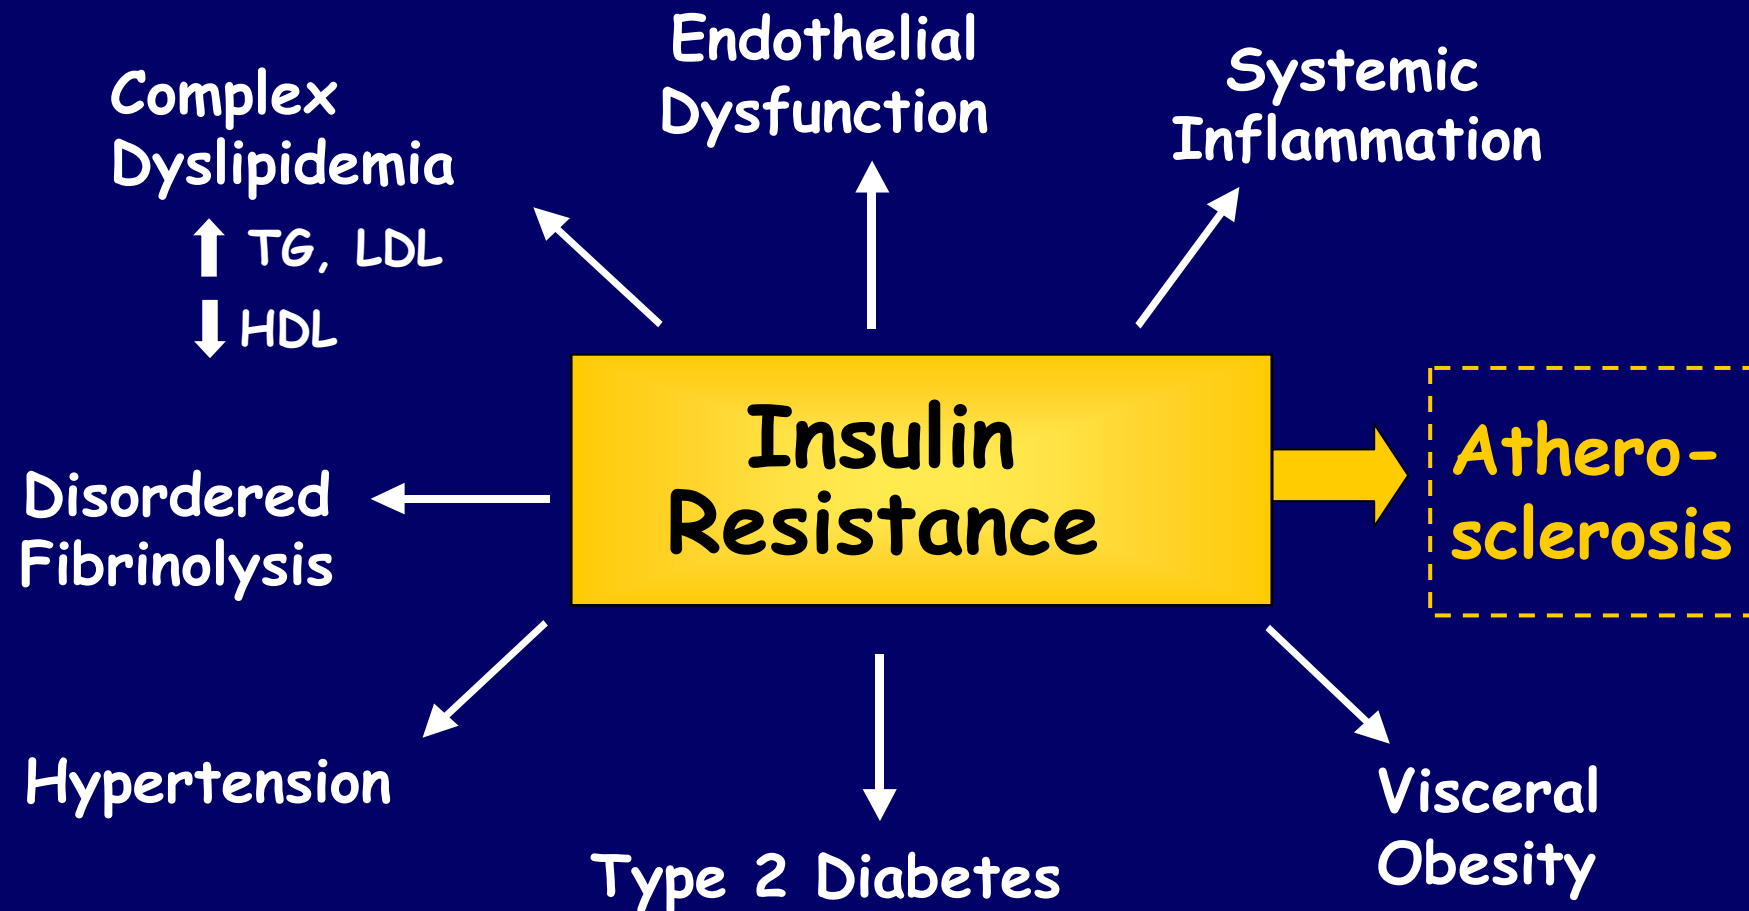 Endothelial
Dysfunction
Systemic
Inflammation
Complex
Dyslipidemia
TG, LDL
HDL
Insulin
Resistance
Athero-
sclerosis
Disordered
Fibrinolysis
Hypertension
Type 2 Diabetes
Visceral
Obesity